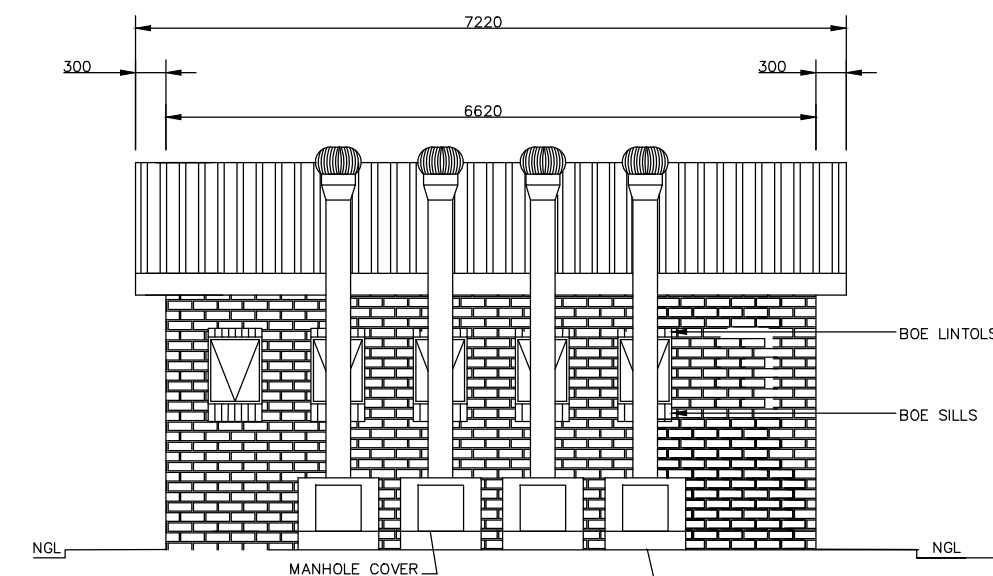 7220
300
300
6620
BOE LINTOLS
BOE SILLS
NGL
NGL
MANHOLE COVER